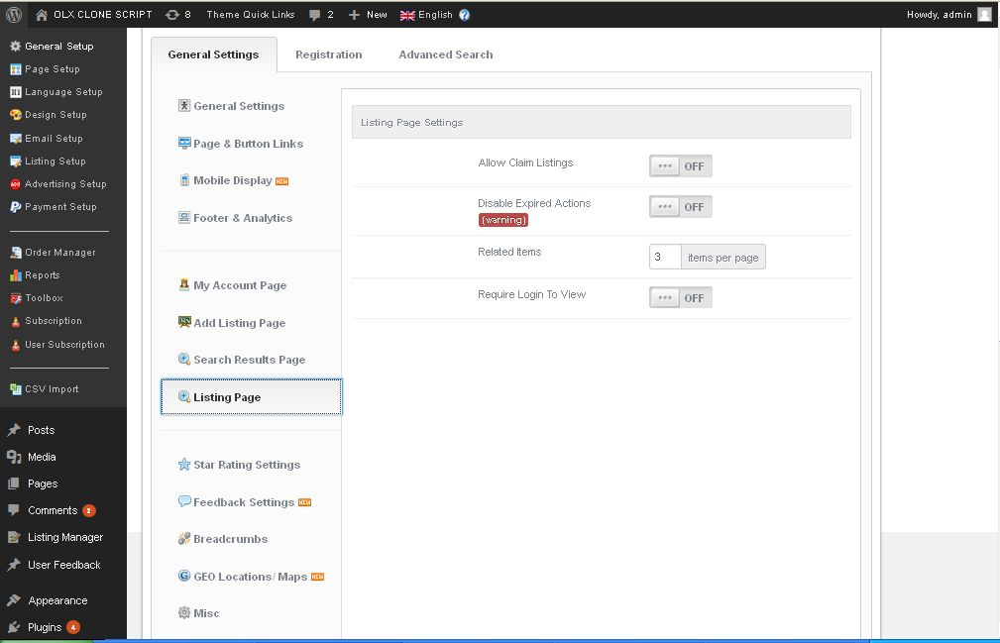 OLX CLONE SCRIPT 8 Theme Quick Links 2 New English Howdy, admin
General Setup
Page Setup
Language Setup
Design Setup
Email Setup
Listing Setup
Advertising Setup
Payment Setup
Order Manager
Reports
Toolbox
Subscription
User Subscription
CSV Import
Posts
Media
Pages
Comments 2
Listing Manager
User Feedback
Appearance
Plugins 4
General Settings Registration Advanced Search
General Settings
Page & Button Links
Mobile Display NEW
Footer & Analytics
My Account Page
Add Listing Page
Search Results Page
Listing Page
Star Rating Settings
Feedback Settings NEW
Breadcrumbs
GEO Locations/ Maps NEW
Misc
Listing Page Settings
Allow Claim Listings OFF
Disable Expired Actions OFF
(warning)
Related Items 3 items per page
Require Login To View OFF